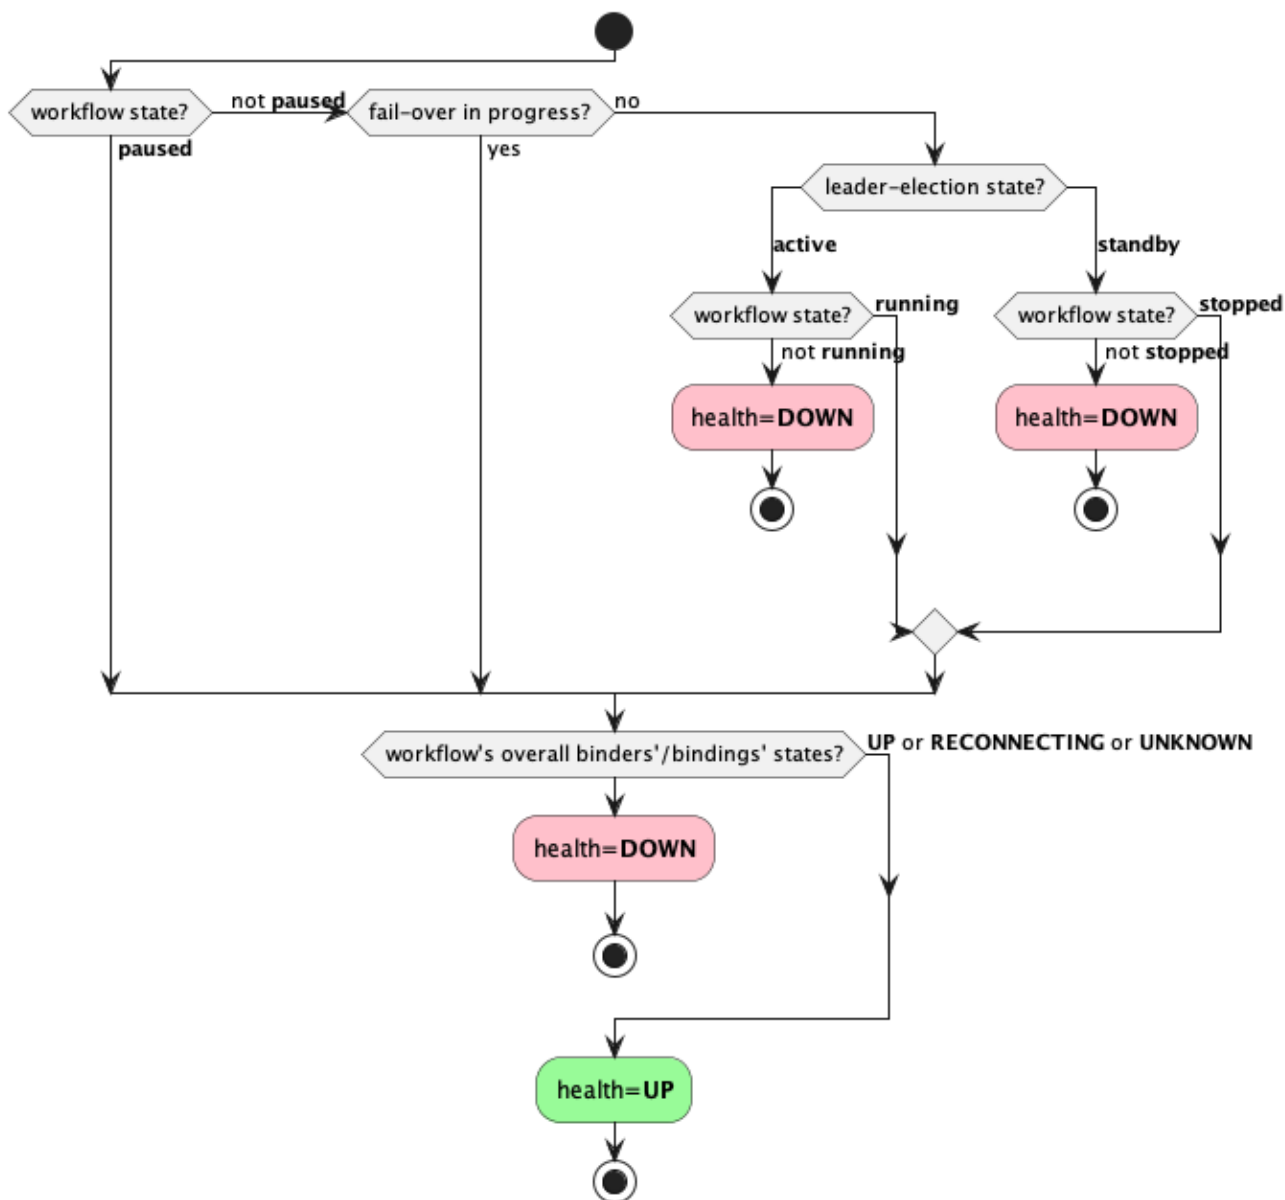 workflow state?
not paused
fail-over in progress?
no
paused
yes
leader-election state?
active
standby
workflow state?
running
workflow state?
stopped
not running
not stopped
health=DOWN
health=DOWN
workflow's overall binders'/bindings' states?
UP or RECONNECTING or UNKNOWN
health=DOWN
health=UP